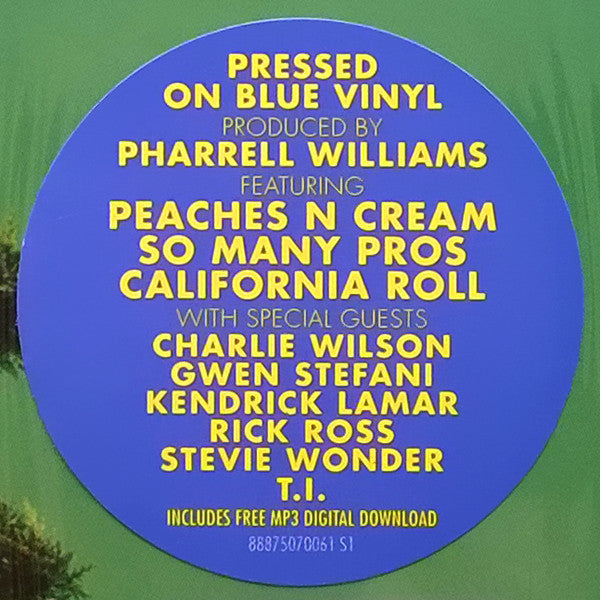 PRESSED
ON BLUE VINYL
PRODUCED BY
PHARRELL WILLIAMS
FEATURING
PEACHES N CREAM
SO MANY PROS
CALIFORNIA ROLL
WITH SPECIAL GUESTS
CHARLIE WILSON
GWEN STEFANI
KENDRICK LAMAR
RICK ROSS
STEVIE WONDER
T.I.
INCLUDES FREE MP3 DIGITAL DOWNLOAD
88875070061 S1